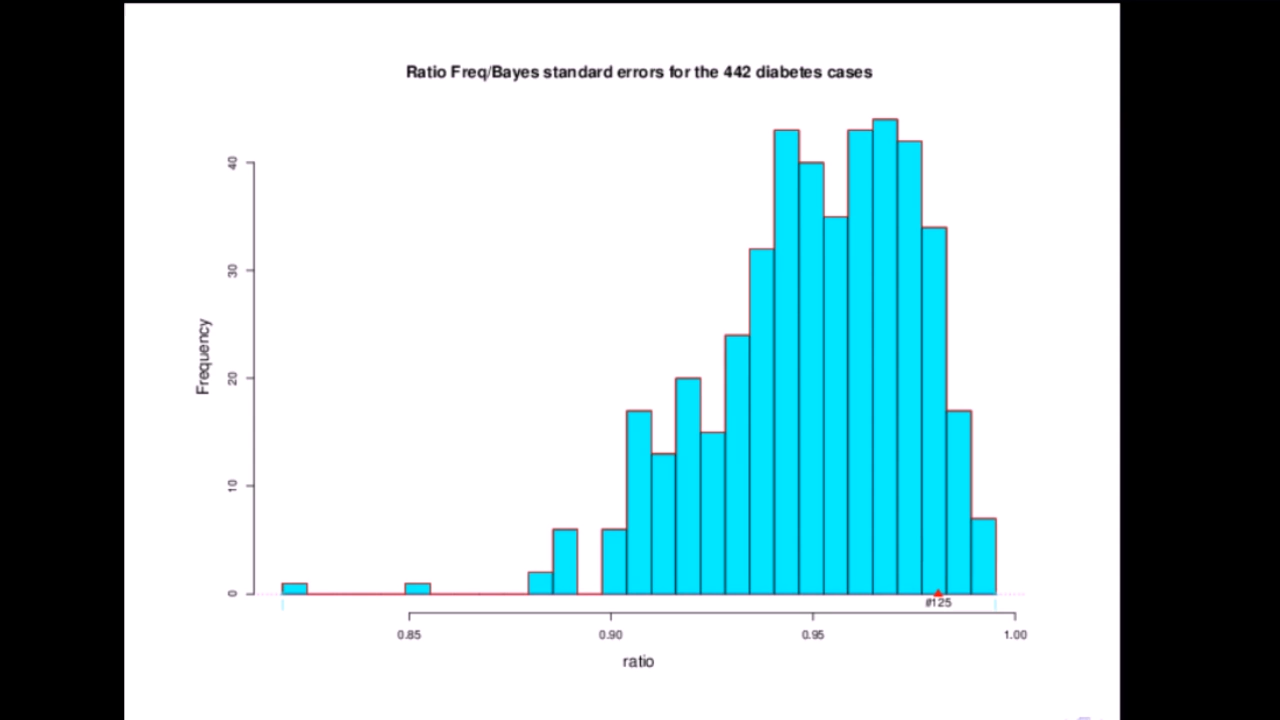 Ratio Freq/Bayes standard errors for the 442 diabetes cases
Frequency
40
30
20
10
0
#125
0.85 0.90 0.95 1.00
ratio